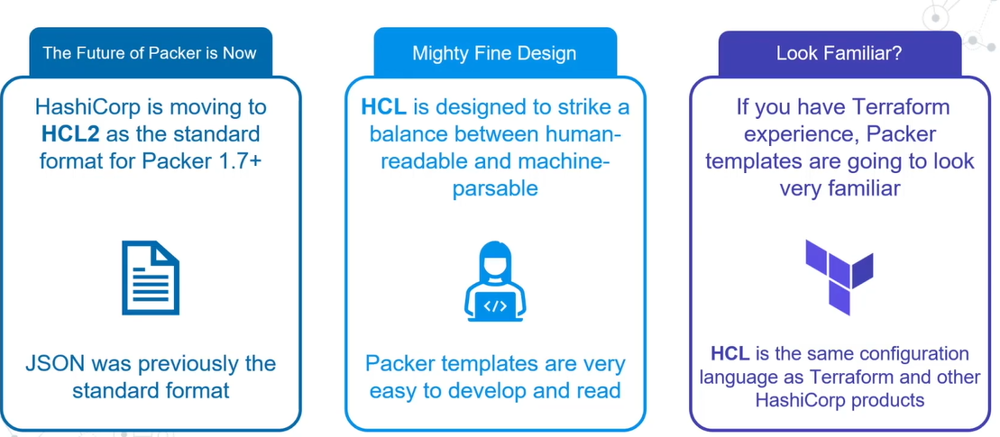 The Future of Packer is Now
HashiCorp is moving to
HCL2 as the standard
format for Packer 1.7+
JSON was previously the
standard format
Mighty Fine Design
HCL is designed to strike a
balance between human-
readable and machine-
parsable
</>
Packer templates are very
easy to develop and read
Look Familiar?
If you have Terraform
experience, Packer
templates are going to look
very familiar
HCL is the same configuration
language as Terraform and other
HashiCorp products